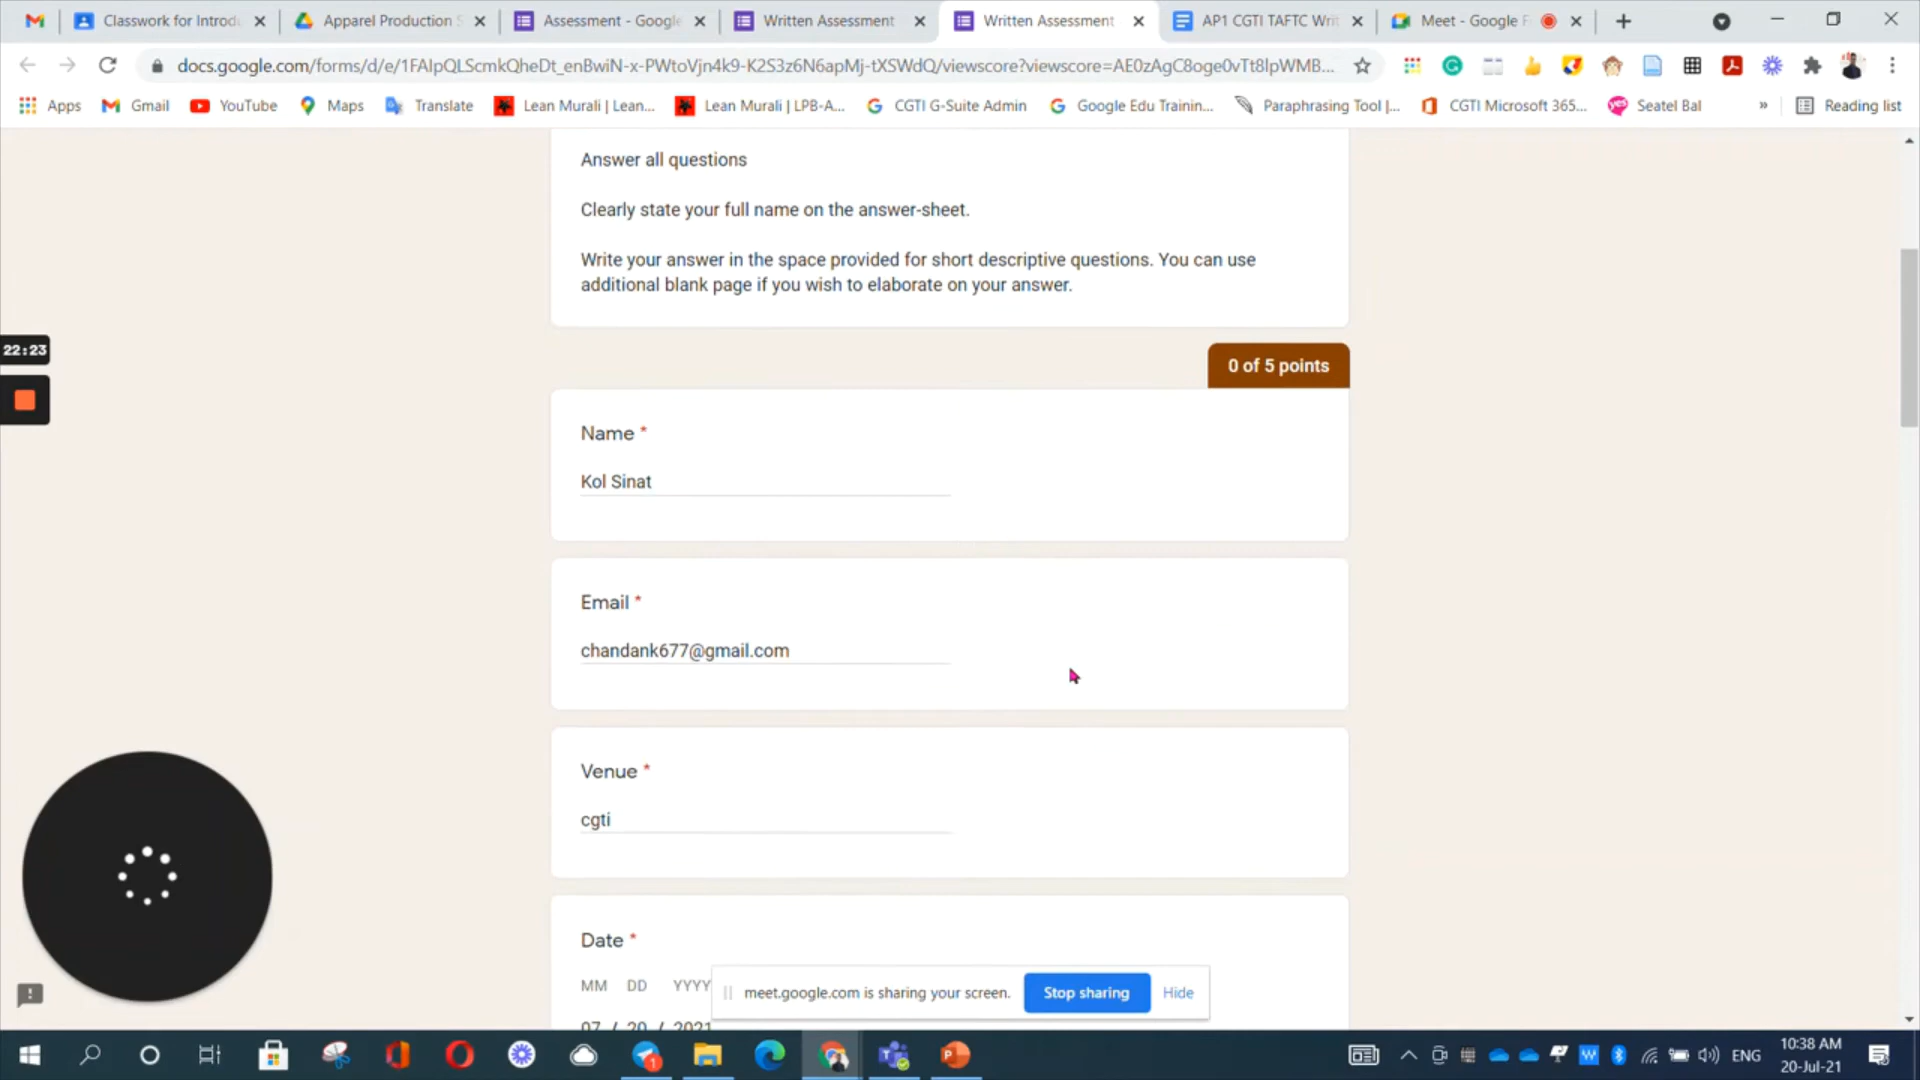 Classwork for Introdu
Apparel Production S
Assessment - Google
Written Assessment
Written Assessment
AP1 CGTI TAFTC Writ
Meet - Google F
docs.google.com/forms/d/e/1FAIpQLScmkQheDt_enBwiN-x-PWtoVjn4k9-K2S3z6N6apMj-tXSWdQ/viewscore?viewscore=AE0zAgC8oge0vTt8lpWMB...
Apps
Gmail
YouTube
Maps
Translate
Lean Murali | Lean...
Lean Murali | LPB-A...
CGTI G-Suite Admin
Google Edu Trainin...
Paraphrasing Tool |...
CGTI Microsoft 365...
Seatel Bal
»
Reading list
Answer all questions
Clearly state your full name on the answer-sheet.
Write your answer in the space provided for short descriptive questions. You can use
additional blank page if you wish to elaborate on your answer.
22:23
0 of 5 points
Name *
Kol Sinat
Email *
chandank677@gmail.com
Venue *
cgti
Date *
MM DD YYYY
07 / 20 / 2021
meet.google.com is sharing your screen.
Stop sharing
Hide
ENG
10:38 AM
20-Jul-21